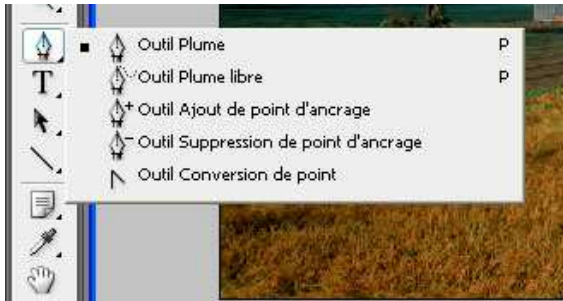 Outil Plume P
Outil Plume libre P
Outil Ajout de point d'ancrage
Outil Suppression de point d'ancrage
Outil Conversion de point
T